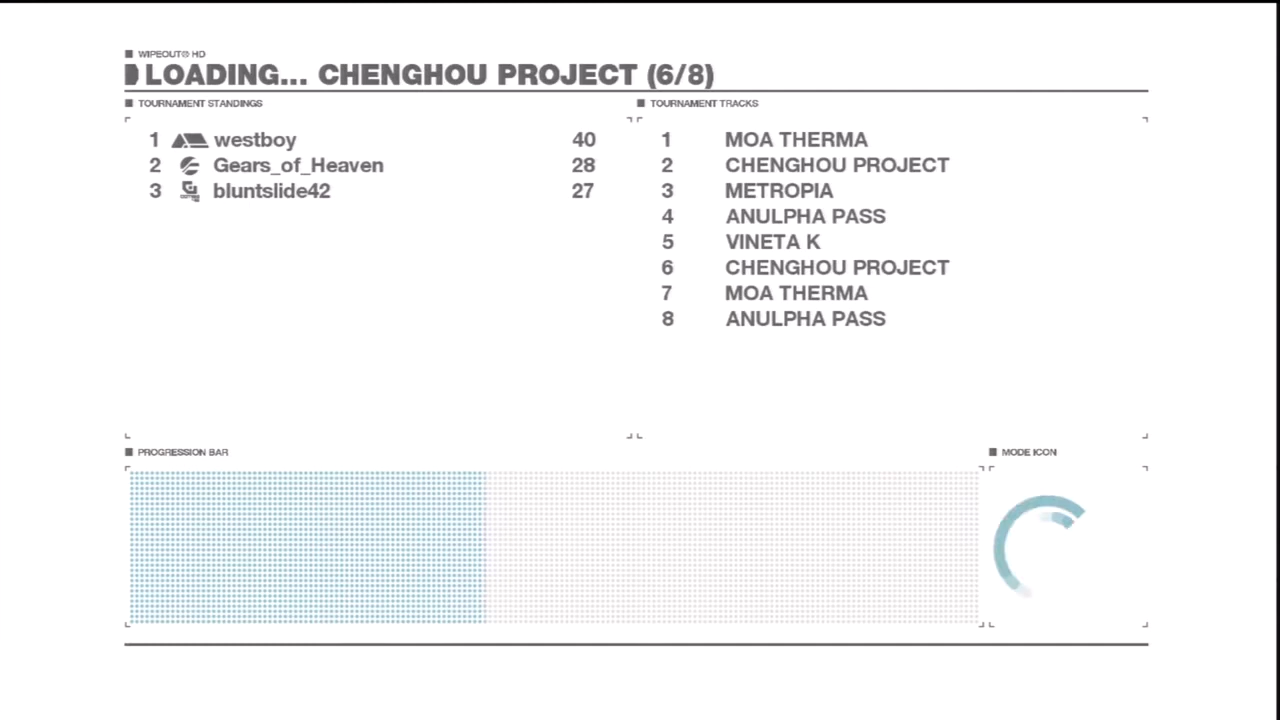 WIPEOUT® HD
LOADING... CHENGHOU PROJECT (6/8)
TOURNAMENT STANDINGS
1 westboy 40
2 Gears_of_Heaven 28
3 bluntslide42 27
TOURNAMENT TRACKS
1 MOA THERMA
2 CHENGHOU PROJECT
3 METROPIA
4 ANULPHA PASS
5 VINETA K
6 CHENGHOU PROJECT
7 MOA THERMA
8 ANULPHA PASS
PROGRESSION BAR
MODE ICON